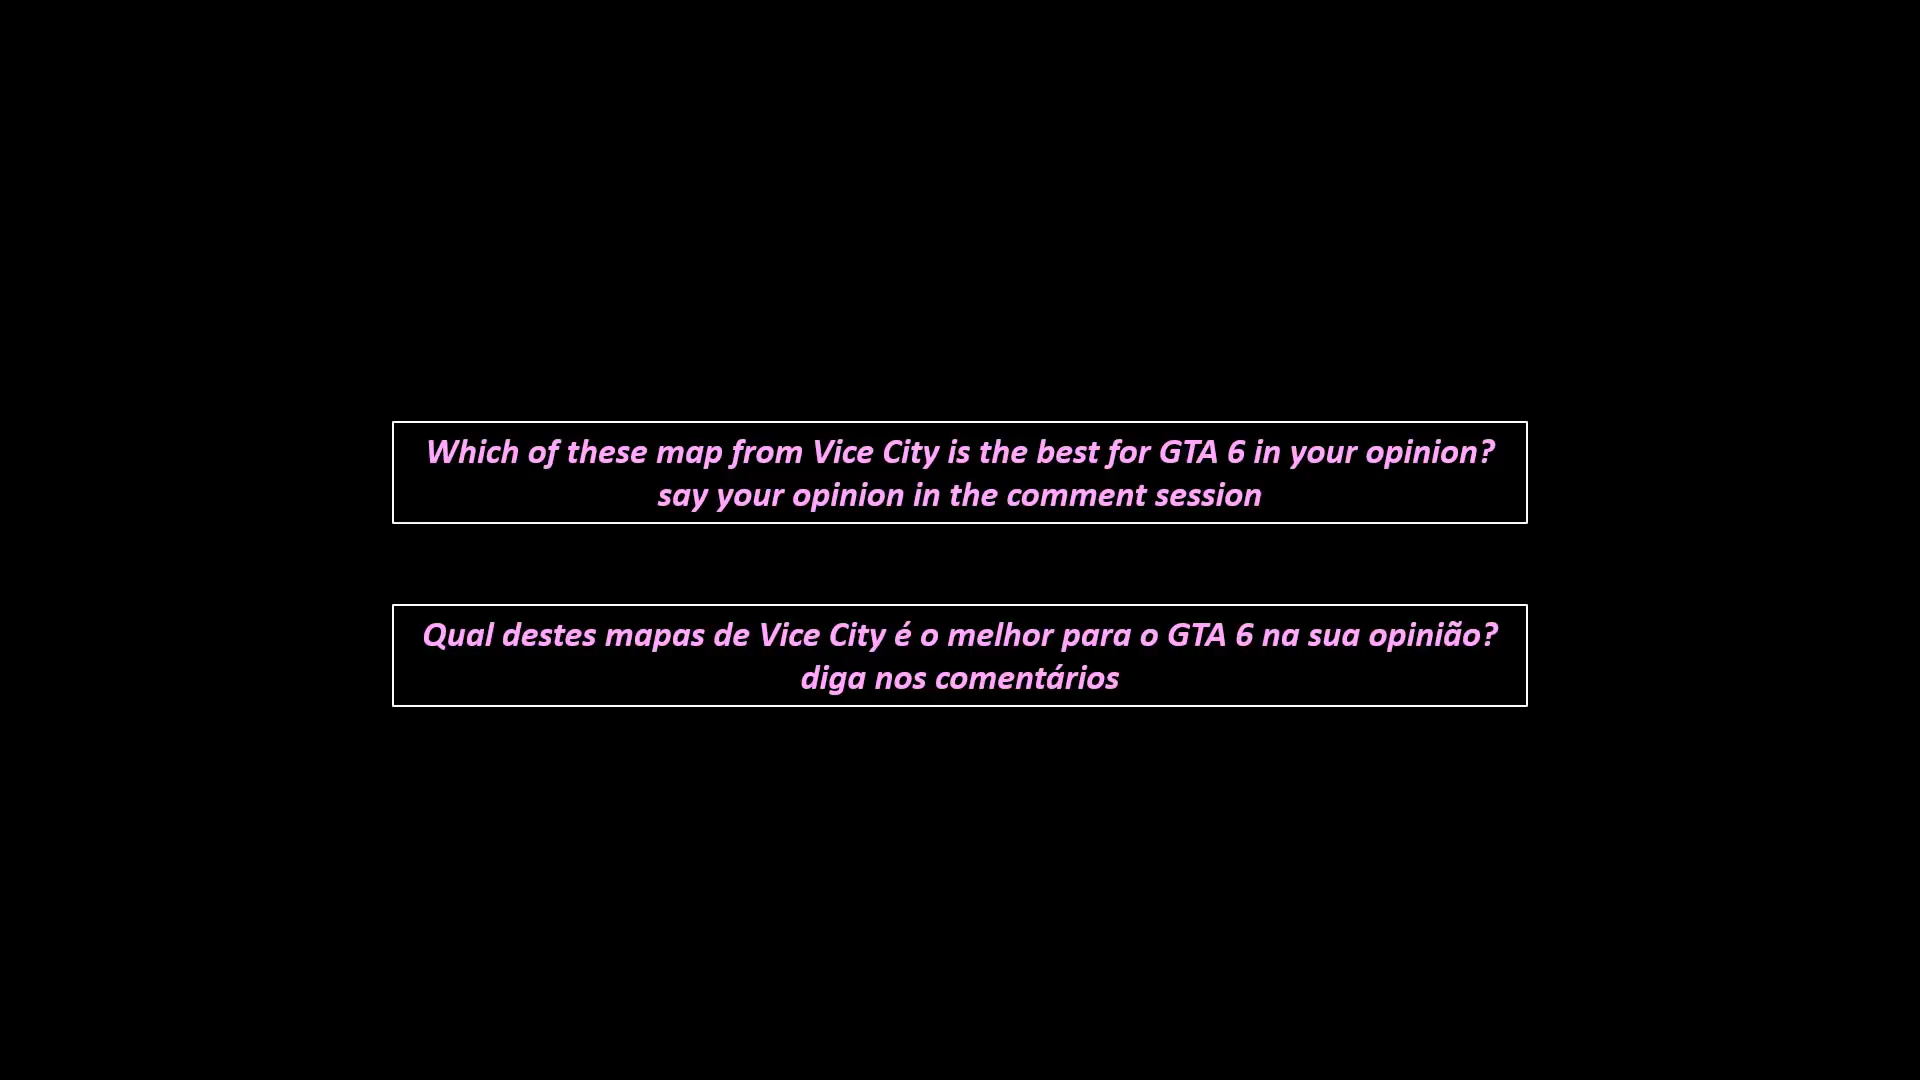 Which of these map from Vice City is the best for GTA 6 in your opinion?
say your opinion in the comment session
Qual destes mapas de Vice City é o melhor para o GTA 6 na sua opinião?
diga nos comentários